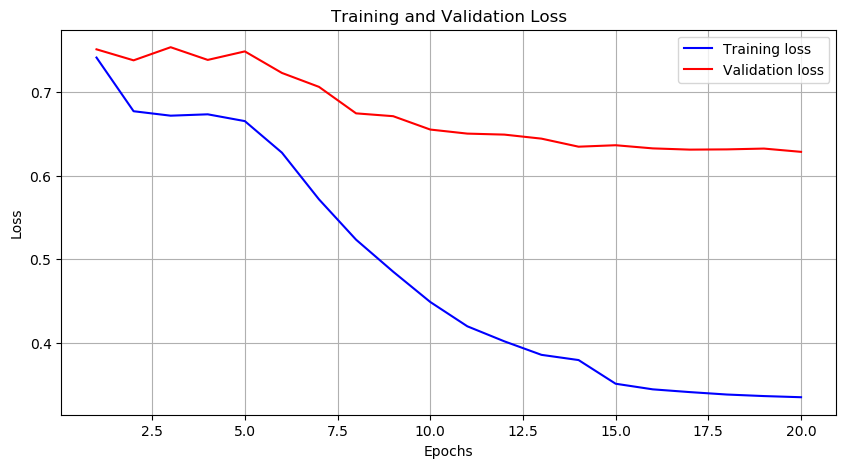 Training and Validation Loss
Training loss
Validation loss
0.7
0.6
0.5
0.4
Loss
2.5 5.0 7.5 10.0 12.5 15.0 17.5 20.0
Epochs